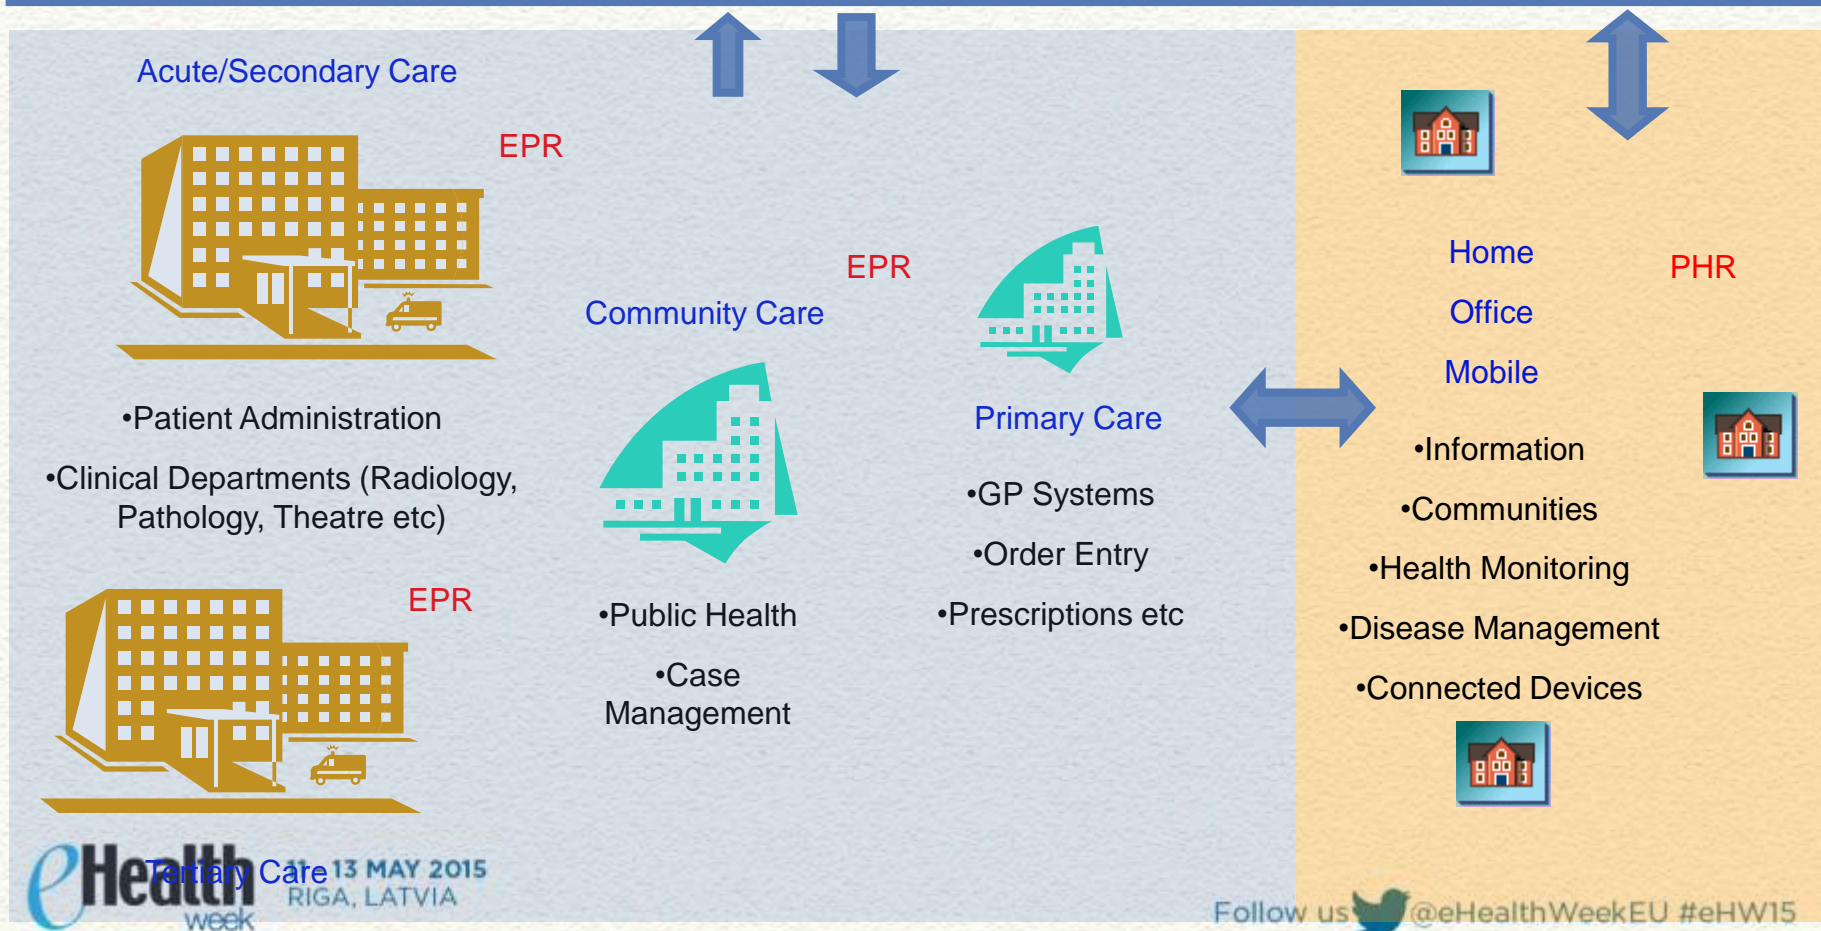 Acute/Secondary Care
EPR
•Patient Administration
•Clinical Departments (Radiology,
Pathology, Theatre etc)
EPR
Tertiary Care
Community Care
EPR
•Public Health
•Case
Management
Primary Care
•GP Systems
•Order Entry
•Prescriptions etc
Home
PHR
Office
Mobile
•Information
•Communities
•Health Monitoring
•Disease Management
•Connected Devices
eHealth
week
11 - 13 MAY 2015
RIGA, LATVIA
Follow us @eHealthWeekEU #eHW15